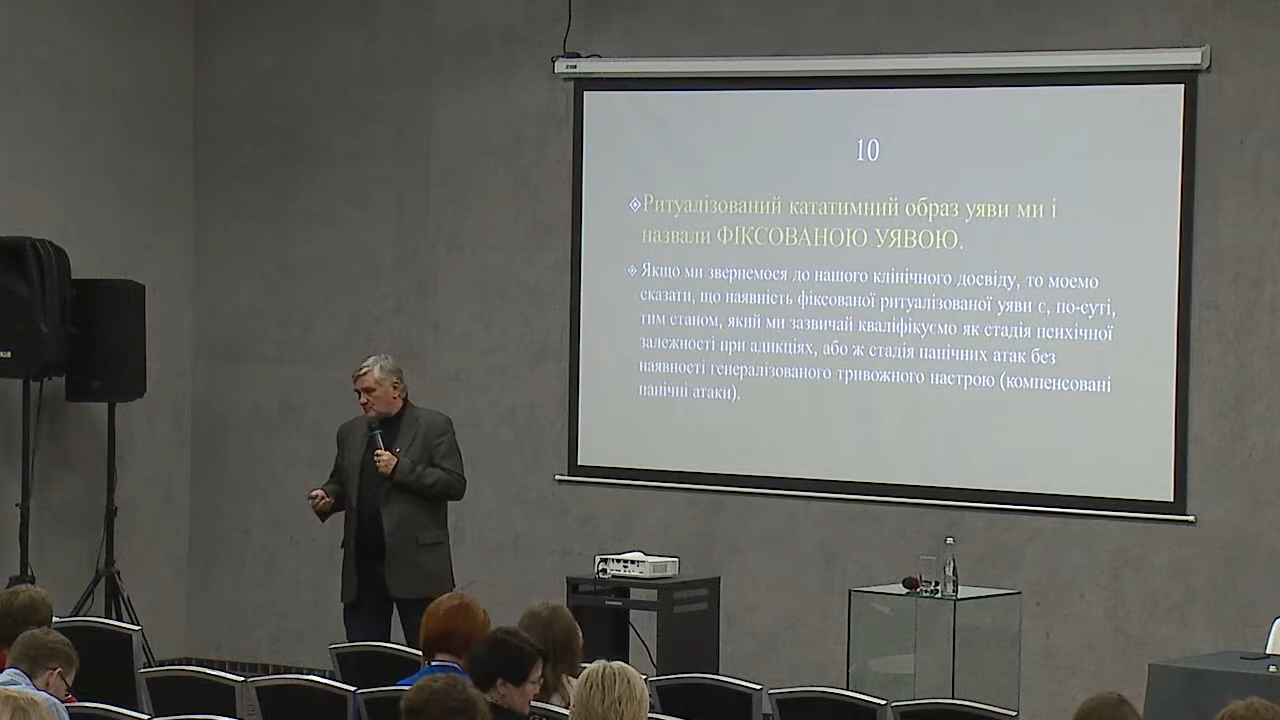 10
Ритуалізований кататимний образ уяви ми і
назвали ФІКСОВАНОЮ УЯВОЮ.
Якщо ми звернемося до нашого клінічного досвіду, то моемо
сказати, що наявність фіксованої ритуалізованої уяви є, по-суті,
тим станом, який ми зазвичай кваліфікуємо як стадія психічної
залежності при адикціях, або ж стадія панічних атак без
наявності генералізованого тривожного настрою (компенсовані
панічні атаки).